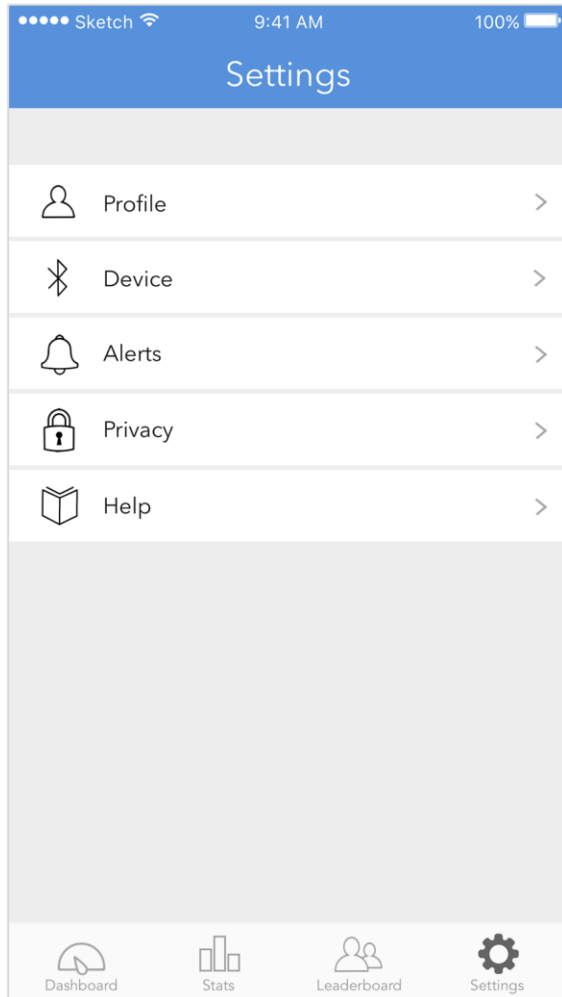 Sketch 9:41 AM 100%
Settings
Profile
Device
Alerts
Privacy
Help
Dashboard Stats Leaderboard Settings